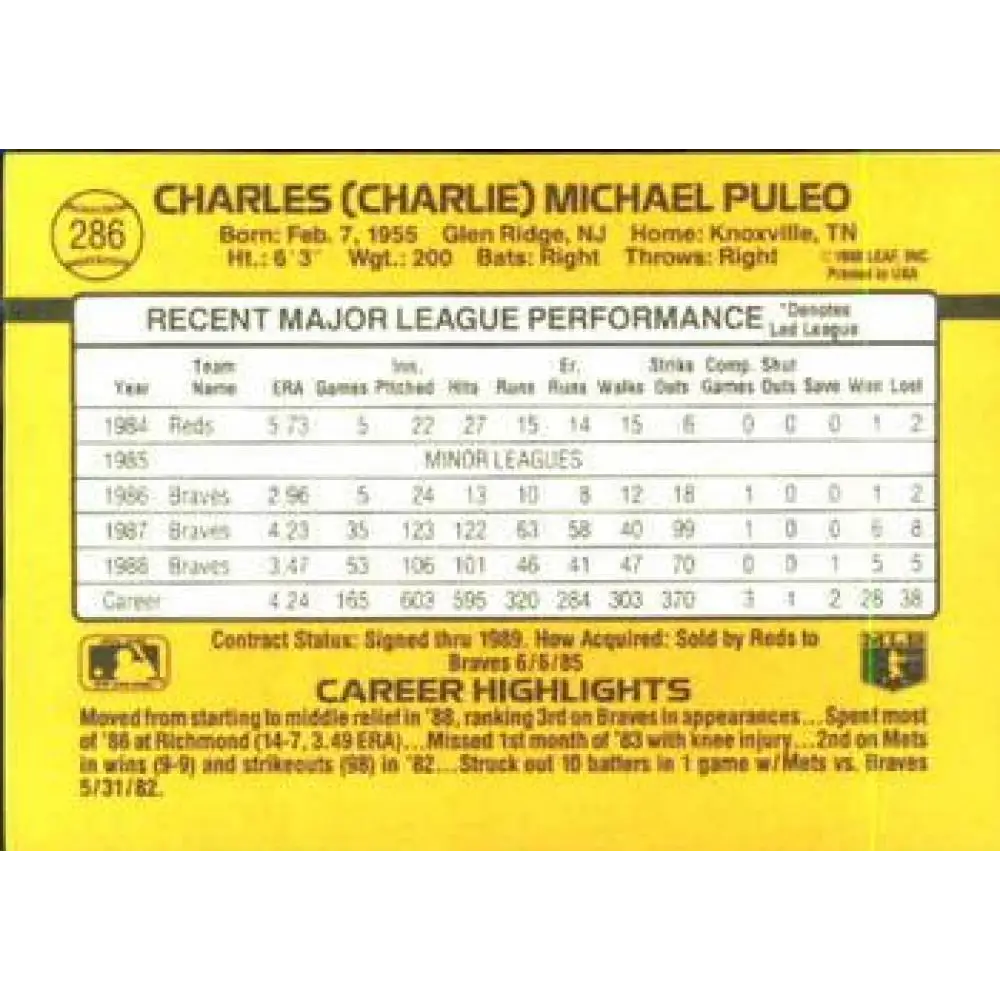 286
CHARLES (CHARLIE) MICHAEL PULEO
Born: Feb. 7, 1955 Glen Ridge, NJ Home: Knoxville, TN
Ht.: 6'3" Wgt.: 200 Bats: Right Throws: Right
LEAF, INC.
Printed in USA
RECENT MAJOR LEAGUE PERFORMANCE *Denotes Led League
Year Team Name ERA Games Inn. Pitched Hits Runs Er. Runs Walks Strike Outs Comp. Games Shut Outs Save Won Lost
1984 Reds 5.73 5 22 27 15 14 15 6 0 0 0 1 2
1985 MINOR LEAGUES
1986 Braves 2.96 5 24 13 10 8 12 18 1 0 0 1 2
1987 Braves 4.23 35 123 122 63 58 40 99 1 0 0 6 8
1988 Braves 3.47 53 106 101 46 41 47 70 0 0 1 5 5
Career 4.24 165 603 595 320 284 303 370 3 1 2 28 38
Contract Status: Signed thru 1989. How Acquired: Sold by Reds to
Braves 6/6/85
CAREER HIGHLIGHTS
Moved from starting to middle relief in '88, ranking 3rd on Braves in appearances...Spent most
of '86 at Richmond (14-7, 3.49 ERA)...Missed 1st month of '83 with knee injury...2nd on Mets
in wins (9-9) and strikeouts (98) in '82...Struck out 10 batters in 1 game w/Mets vs. Braves
5/31/82.